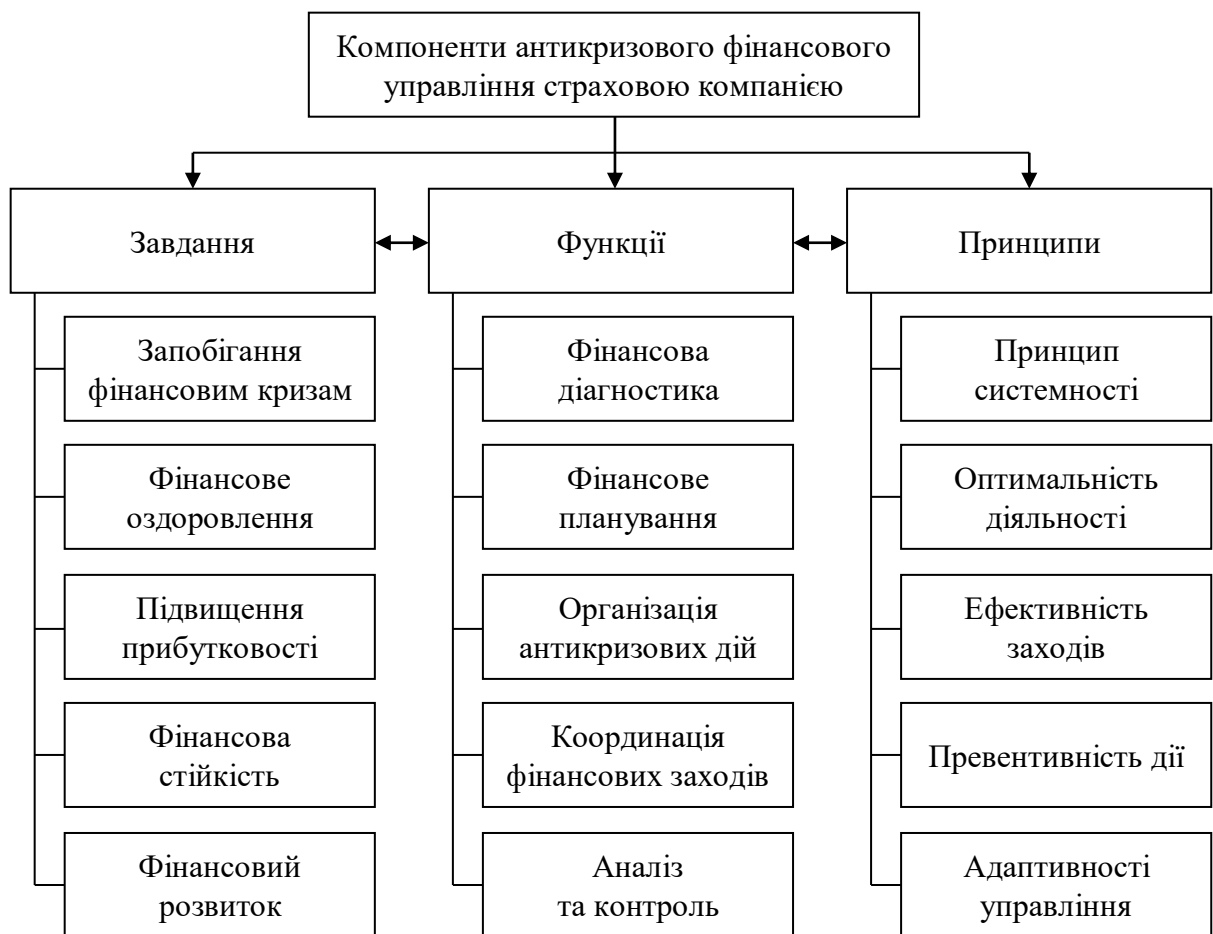 Компоненти антикризового фінансового
управління страховою компанією
Завдання
Функції
Принципи
Запобігання
фінансовим кризам
Фінансова
діагностика
Принцип
системності
Фінансове
оздоровлення
Фінансове
планування
Оптимальність
діяльності
Підвищення
прибутковості
Організація
антикризових дій
Ефективність
заходів
Фінансова
стійкість
Координація
фінансових заходів
Превентивність дії
Фінансовий
розвиток
Аналіз
та контроль
Адаптивності
управління